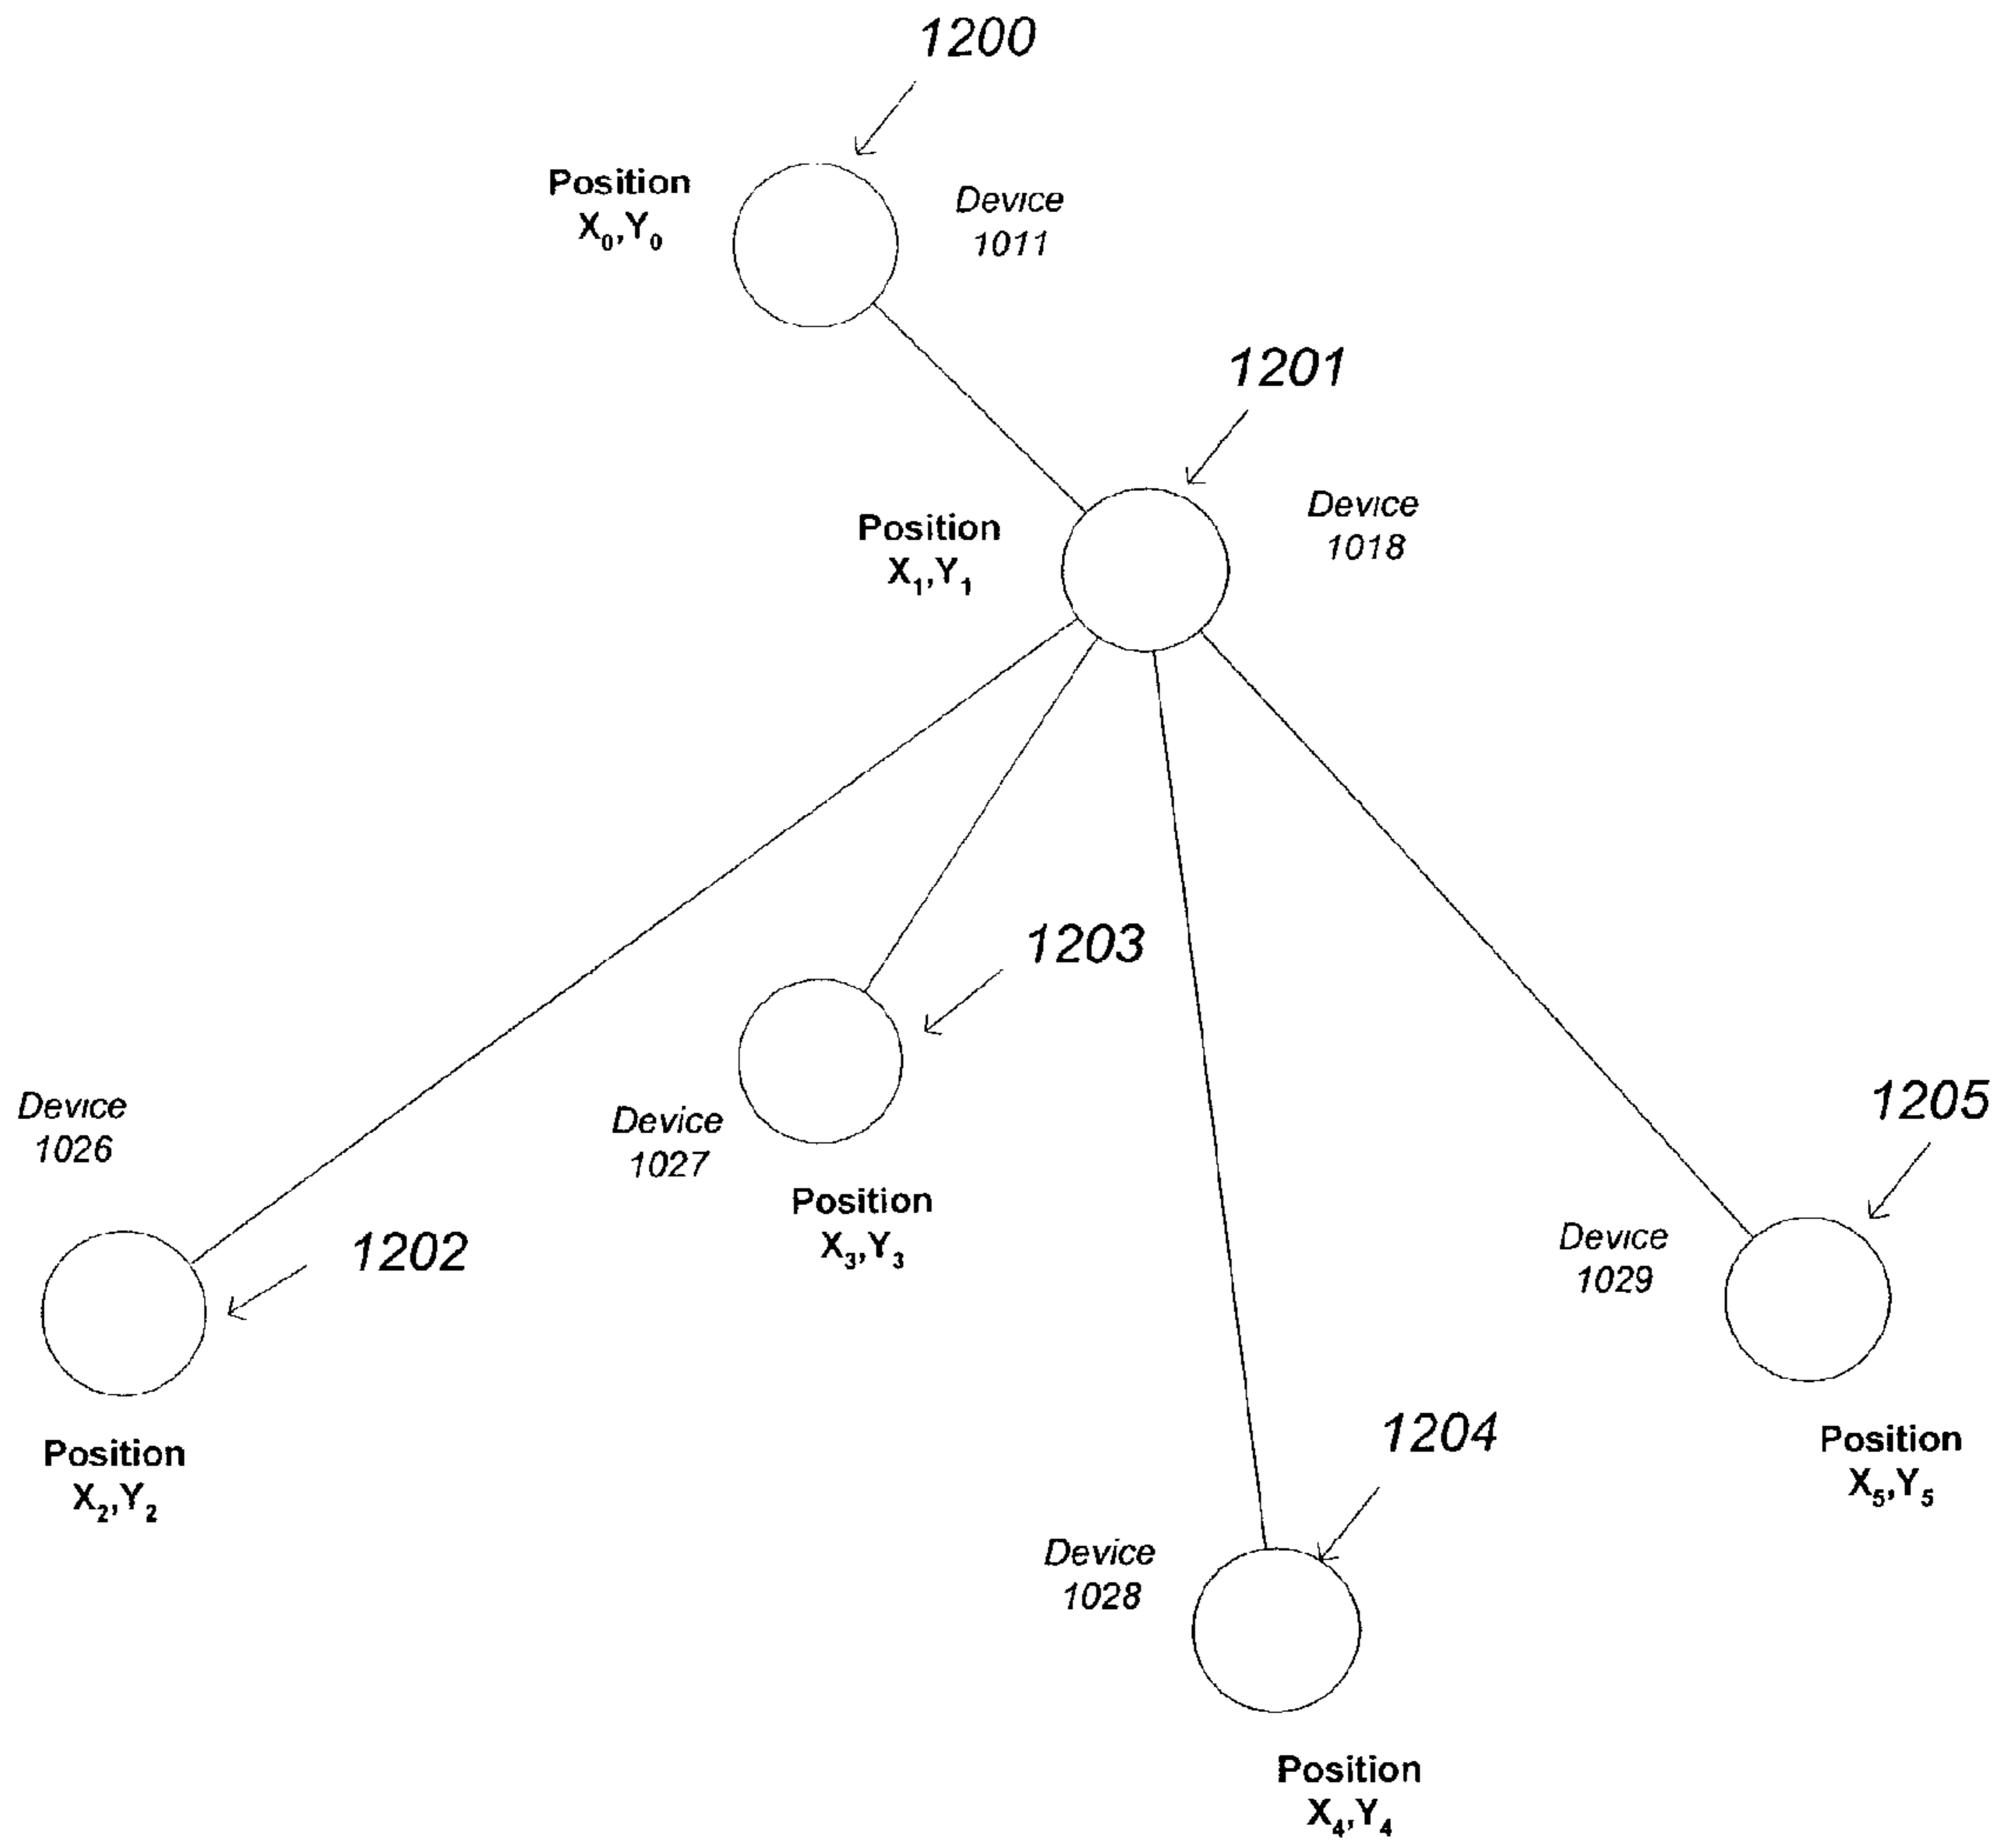 1200
Position
X0,Y0
Device
1011
1201
Position
X1,Y1
Device
1018
1203
Device
1026
Device
1027
Position
X3,Y3
1205
1202
Device
1029
Position
X2,Y2
1204
Position
X5,Y5
Device
1028
Position
X4,Y4